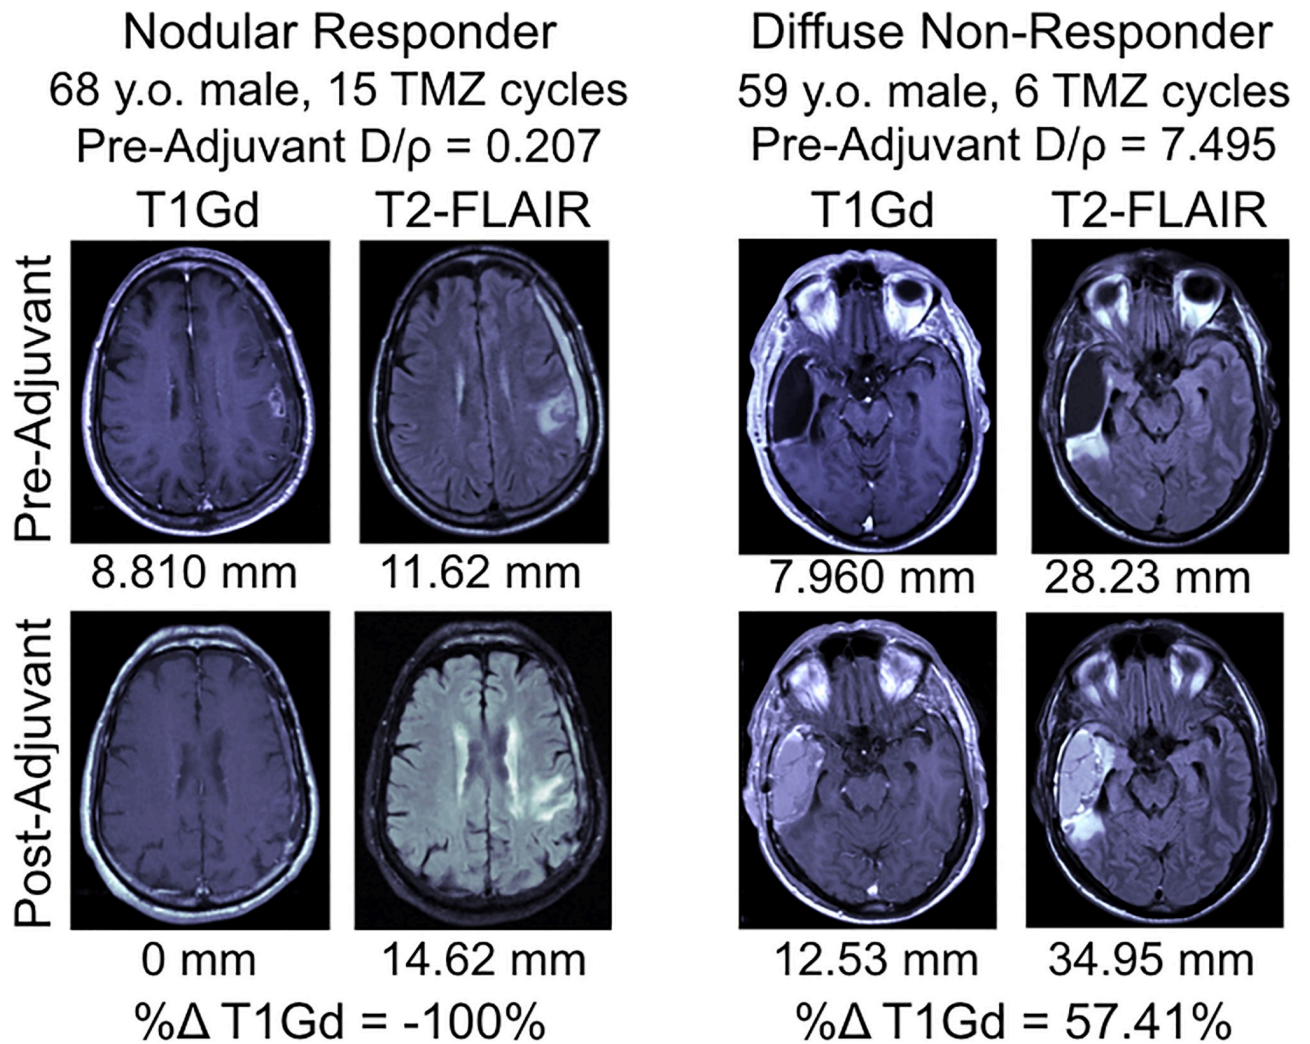 Nodular Responder
68 y.o. male, 15 TMZ cycles
Pre-Adjuvant D/ρ = 0.207
T1Gd
T2-FLAIR
Pre-Adjuvant
8.810 mm
11.62 mm
Post-Adjuvant
0 mm
14.62 mm
%Δ T1Gd = -100%
Diffuse Non-Responder
59 y.o. male, 6 TMZ cycles
Pre-Adjuvant D/ρ = 7.495
T1Gd
T2-FLAIR
7.960 mm
28.23 mm
12.53 mm
34.95 mm
%Δ T1Gd = 57.41%